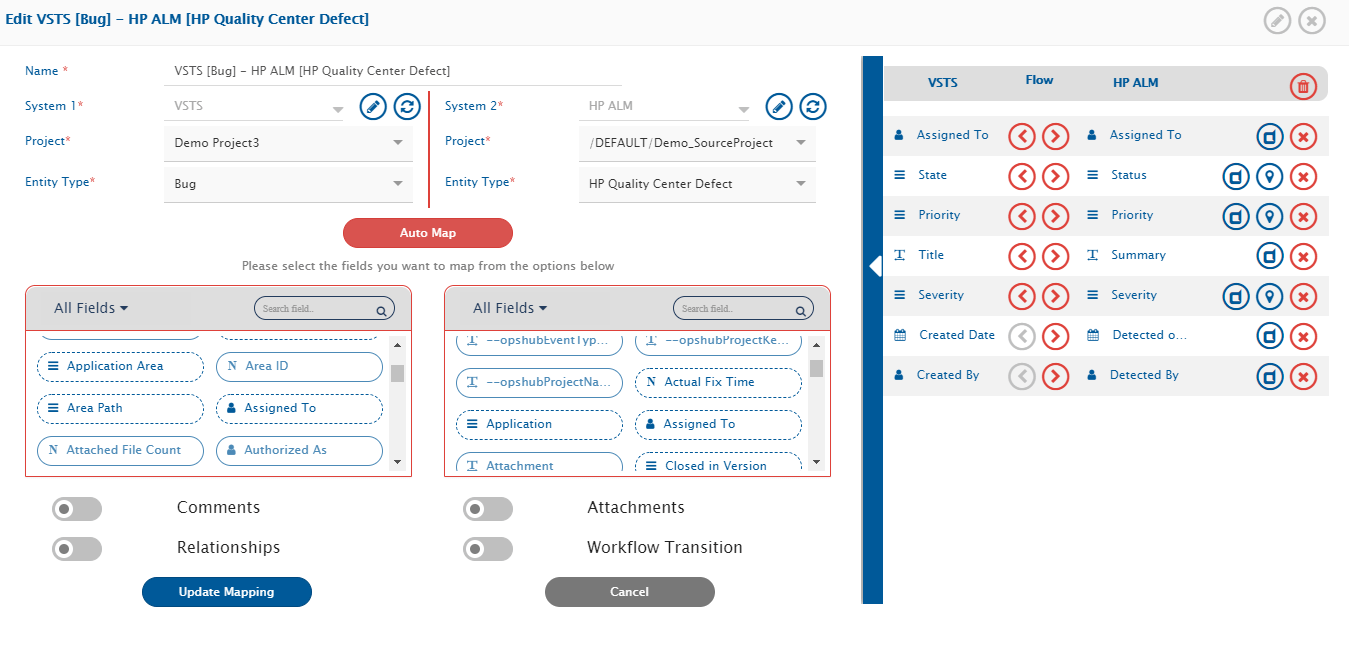 Edit VSTS [Bug] – HP ALM [HP Quality Center Defect]
Name *
VSTS [Bug] – HP ALM [HP Quality Center Defect]
System 1*
VSTS
System 2*
HP ALM
Project*
Demo Project3
Project*
/DEFAULT/Demo_SourceProject
Entity Type*
Bug
Entity Type*
HP Quality Center Defect
Auto Map
Please select the fields you want to map from the options below
All Fields
Search field..
Application Area
N Area ID
Area Path
Assigned To
N Attached File Count
Authorized As
All Fields
Search field..
T --opshubEventTyp...
T --opshubProjectKe...
T --opshubProjectNa...
N Actual Fix Time
Application
Assigned To
T Attachment
Closed in Version
Comments
Attachments
Relationships
Workflow Transition
Update Mapping
Cancel
VSTS Flow HP ALM
Assigned To Assigned To
State Status
Priority Priority
T Title T Summary
Severity Severity
Created Date Detected o...
Created By Detected By